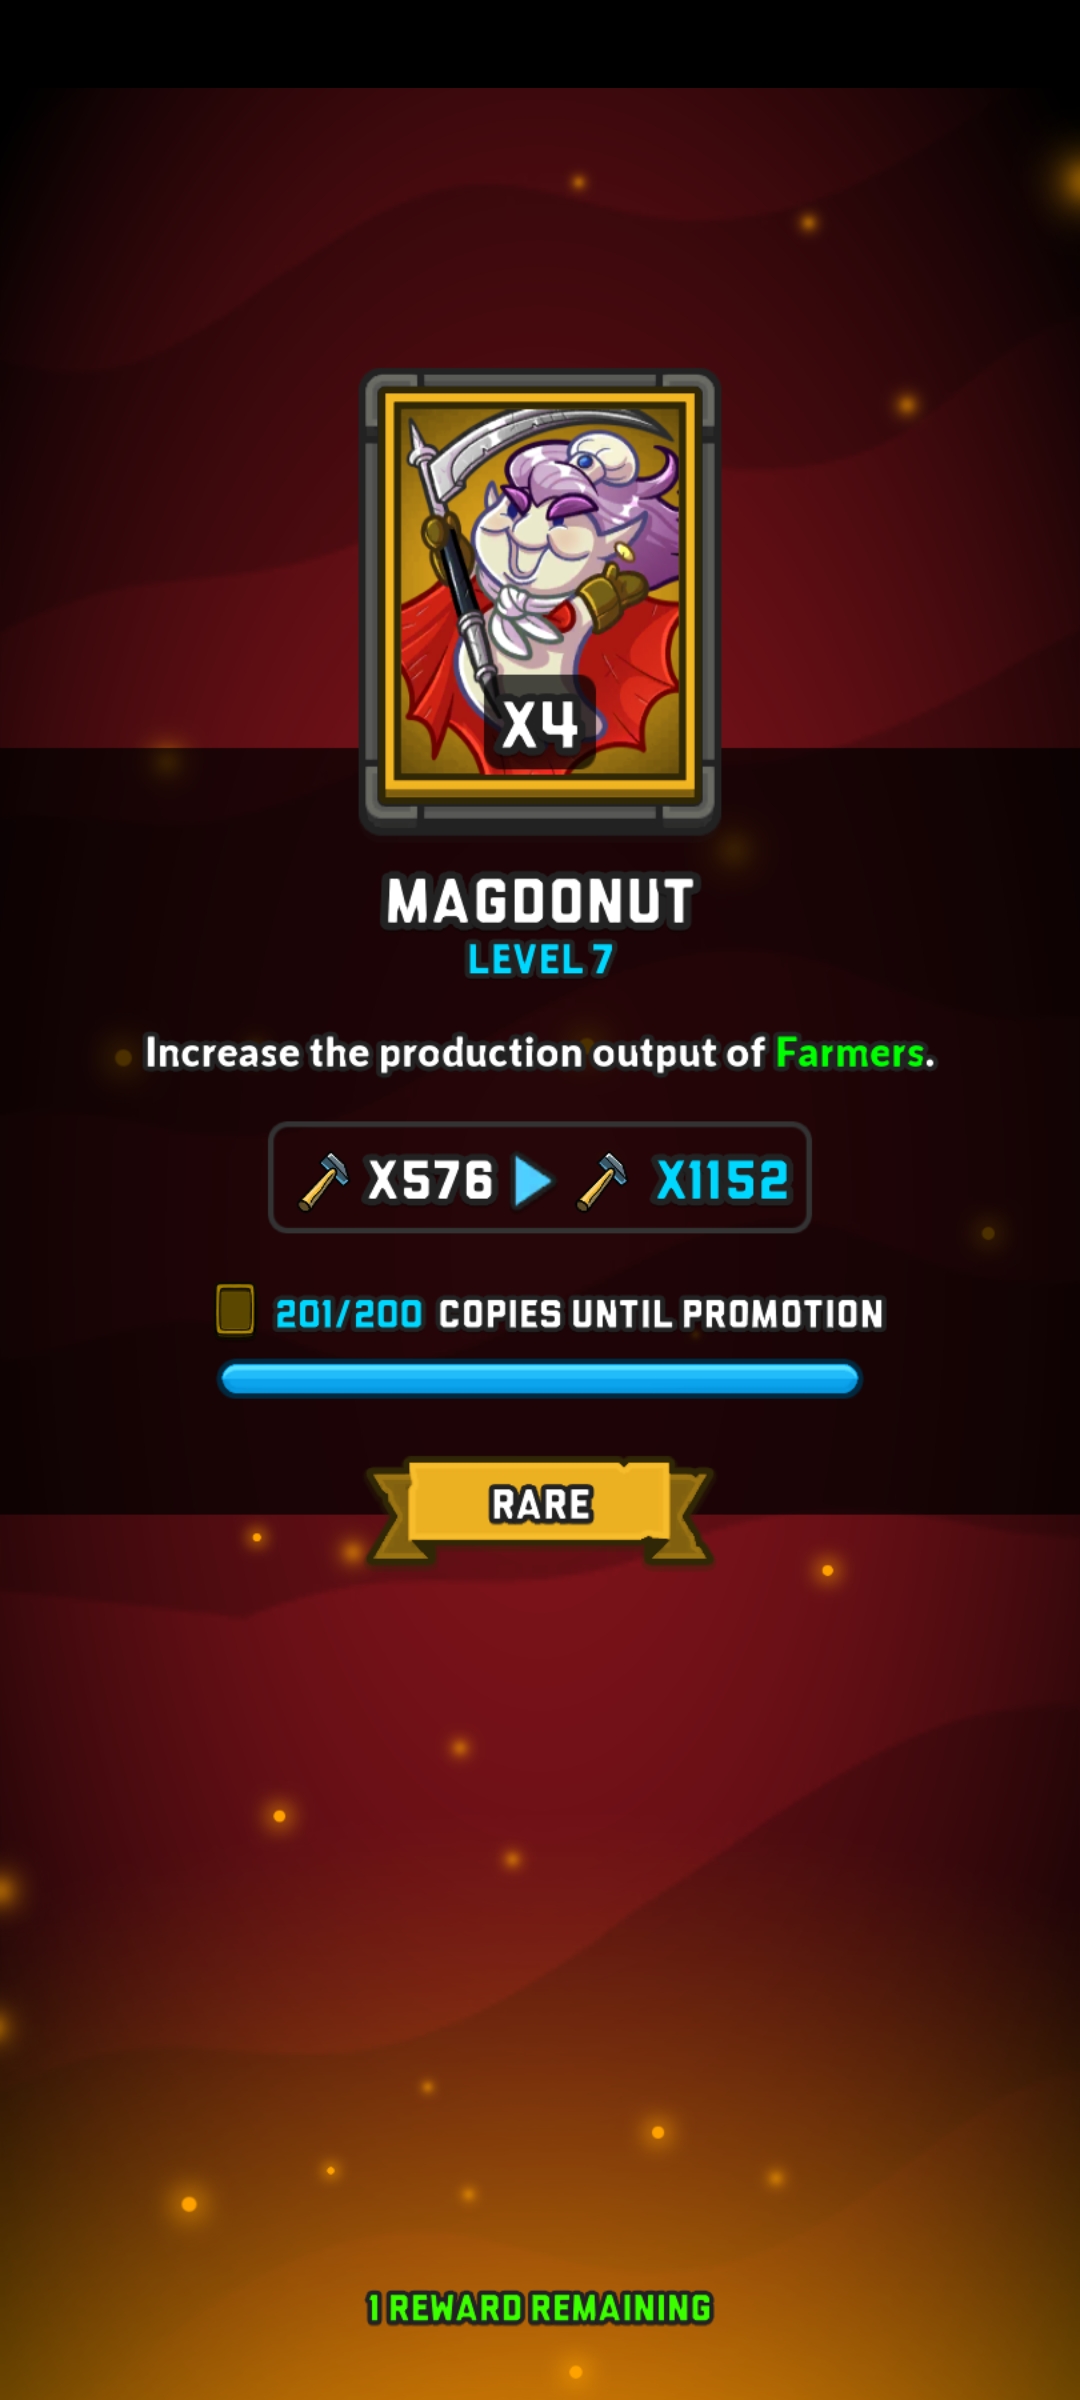 X4
MAGDONUT
LEVEL 7
Increase the production output of Farmers.
X576 X1152
201/200 COPIES UNTIL PROMOTION
RARE
1 REWARD REMAINING